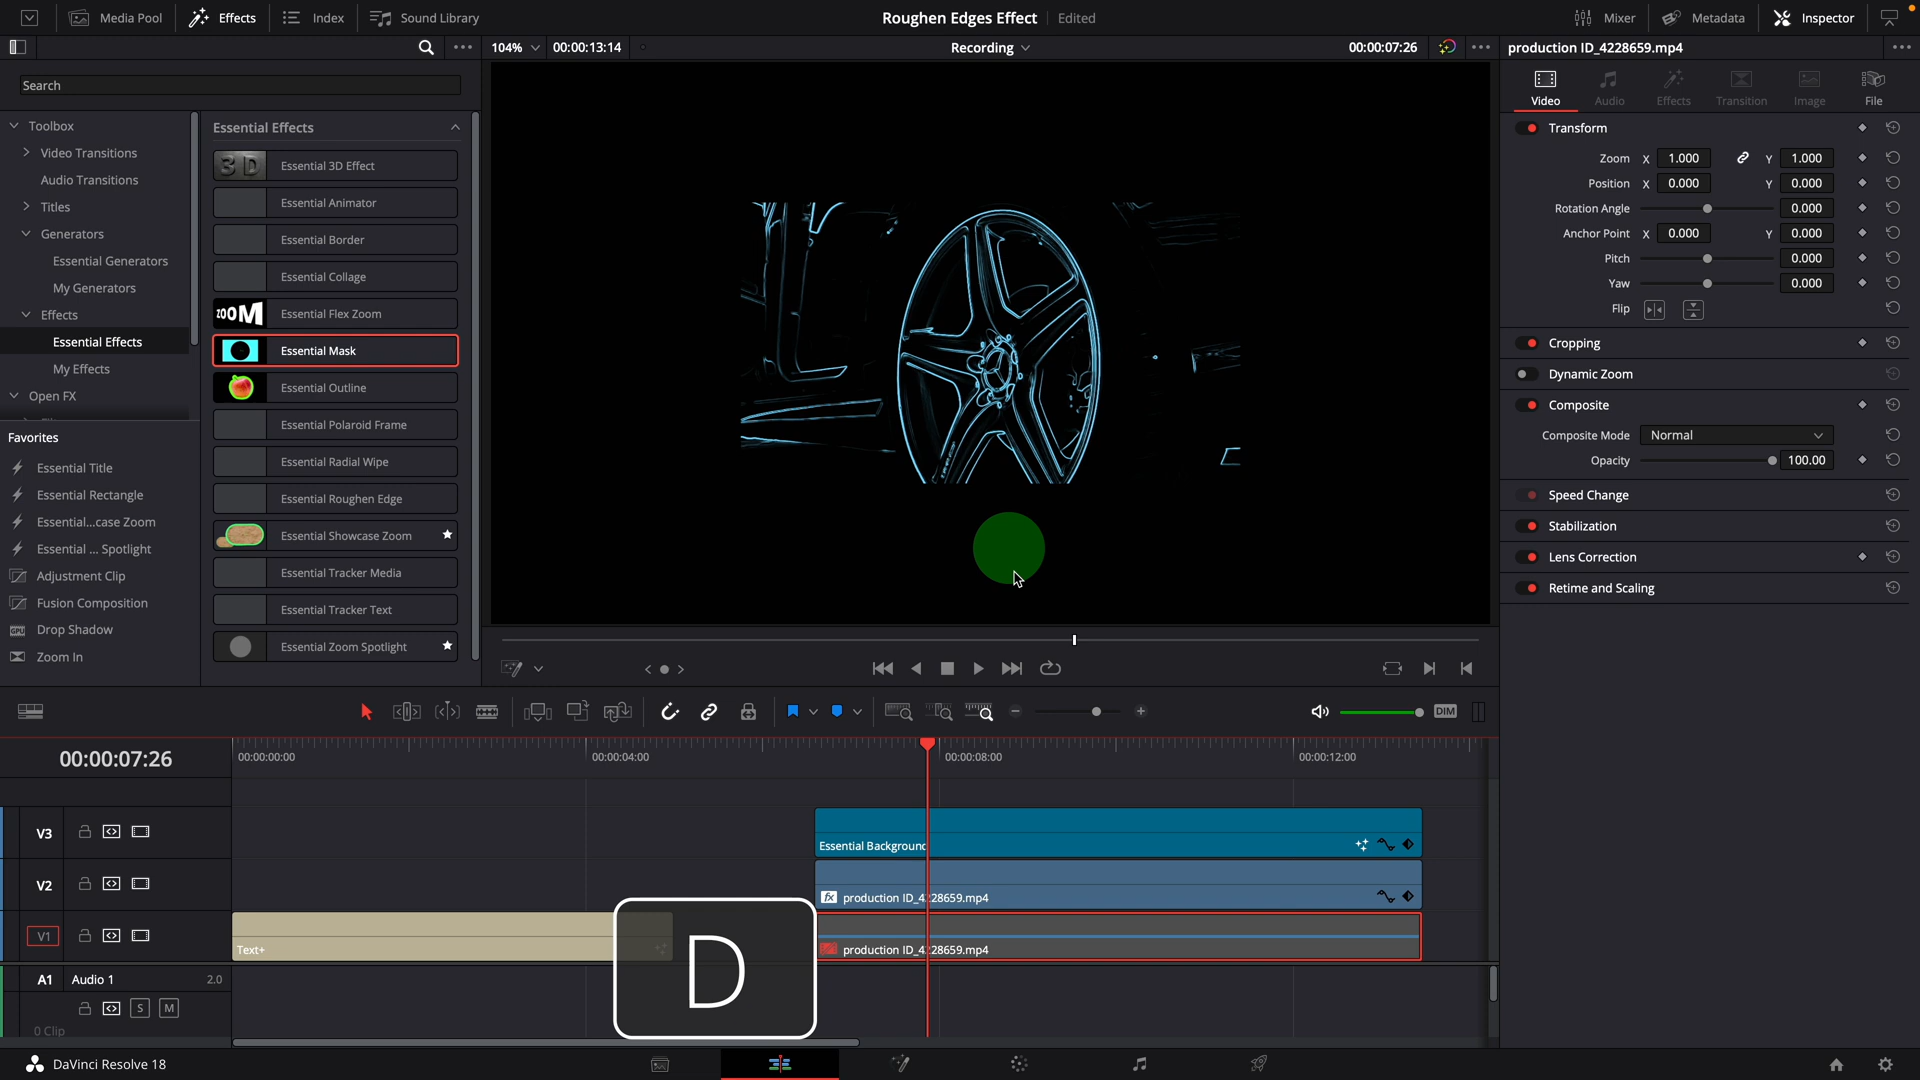 Media Pool
Effects
Index
Sound Library
Roughen Edges Effect
Edited
Mixer
Metadata
Inspector
104%
00:00:13:14
Recording
00:00:07:26
production ID_4228659.mp4
Search
Toolbox
Video Transitions
Audio Transitions
Titles
Generators
Essential Generators
My Generators
Effects
Essential Effects
My Effects
Open FX
Favorites
Essential Title
Essential Rectangle
Essential...case Zoom
Essential ... Spotlight
Adjustment Clip
Fusion Composition
Drop Shadow
Zoom In
Essential Effects
3D
Essential 3D Effect
Essential Animator
Essential Border
Essential Collage
ZOOM
Essential Flex Zoom
Essential Mask
Essential Outline
Essential Polaroid Frame
Essential Radial Wipe
Essential Roughen Edge
Essential Showcase Zoom
Essential Tracker Media
Essential Tracker Text
Essential Zoom Spotlight
Video
Audio
Effects
Transition
Image
File
Transform
Zoom X 1.000 Y 1.000
Position X 0.000 Y 0.000
Rotation Angle 0.000
Anchor Point X 0.000 Y 0.000
Pitch 0.000
Yaw 0.000
Flip
Cropping
Dynamic Zoom
Composite
Composite Mode Normal
Opacity 100.00
Speed Change
Stabilization
Lens Correction
Retime and Scaling
DIM
00:00:07:26
00:00:00:00
00:00:04:00
00:00:08:00
00:00:12:00
V3
Essential Background
V2
fx production ID_4228659.mp4
V1
Text+
production ID_4228659.mp4
D
A1 Audio 1 2.0
S M
0 Clip
DaVinci Resolve 18